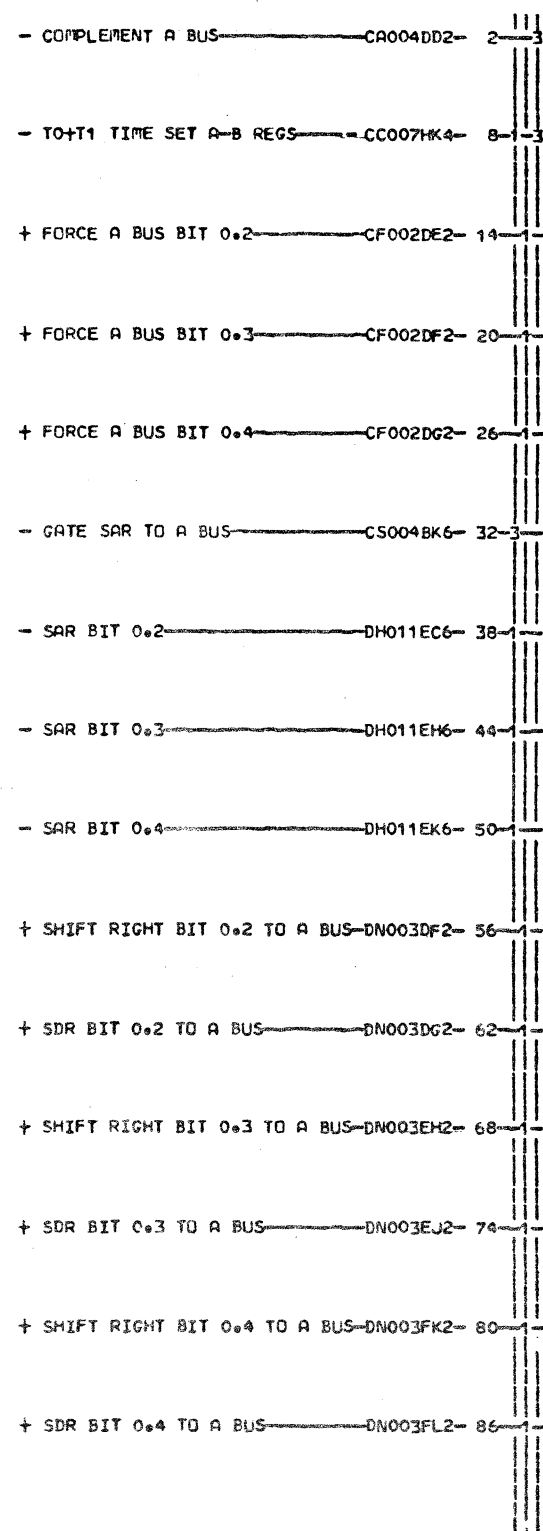 - COMPLEMENT A BUS CA004DD2- 2 3
- T0+T1 TIME SET A-B REGS CC007HK4- 8-1-3
+ FORCE A BUS BIT 0.2 CF002DE2- 14 1
+ FORCE A BUS BIT 0.3 CF002DF2- 20 1
+ FORCE A BUS BIT 0.4 CF002DG2- 26 1
- GATE SAR TO A BUS CS004BK6- 32-3
- SAR BIT 0.2 DH011EC6- 38-1
- SAR BIT 0.3 DH011EH6- 44-1
- SAR BIT 0.4 DH011EK6- 50-1
+ SHIFT RIGHT BIT 0.2 TO A BUS-DN003DF2- 56 1
+ SDR BIT 0.2 TO A BUS DN003DG2- 62 1
+ SHIFT RIGHT BIT 0.3 TO A BUS-DN003EH2- 68 1
+ SDR BIT 0.3 TO A BUS DN003EJ2- 74 1
+ SHIFT RIGHT BIT 0.4 TO A BUS-DN003FK2- 80 1
+ SDR BIT 0.4 TO A BUS DN003FL2- 86 1